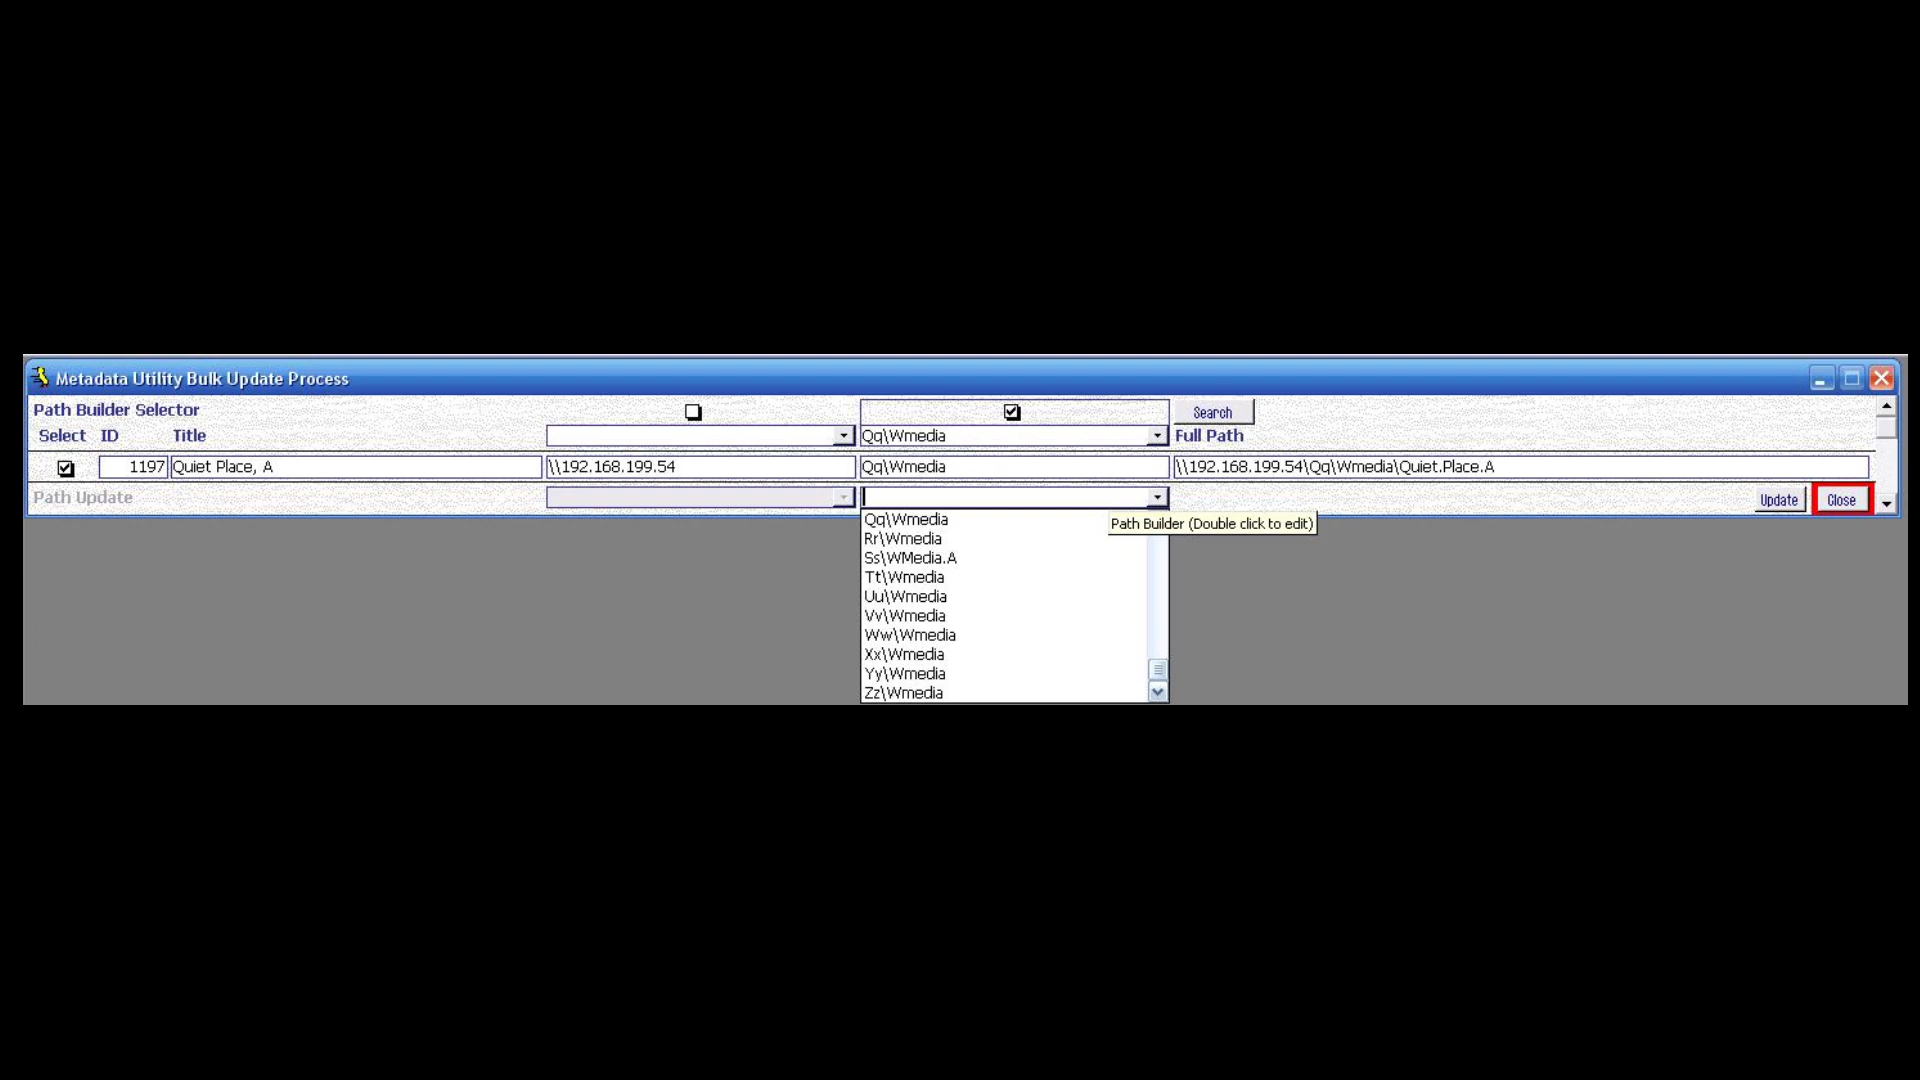 Metadata Utility Bulk Update Process
Path Builder Selector Search
Select ID Title Qq\Wmedia Full Path
1197 Quiet Place, A \\192.168.199.54 Qq\Wmedia \\192.168.199.54\Qq\Wmedia\Quiet.Place.A
Path Update Update Close
Qq\Wmedia Path Builder (Double click to edit)
Rr\Wmedia
Ss\WMedia.A
Tt\Wmedia
Uu\Wmedia
Vv\Wmedia
Ww\Wmedia
Xx\Wmedia
Yy\Wmedia
Zz\Wmedia